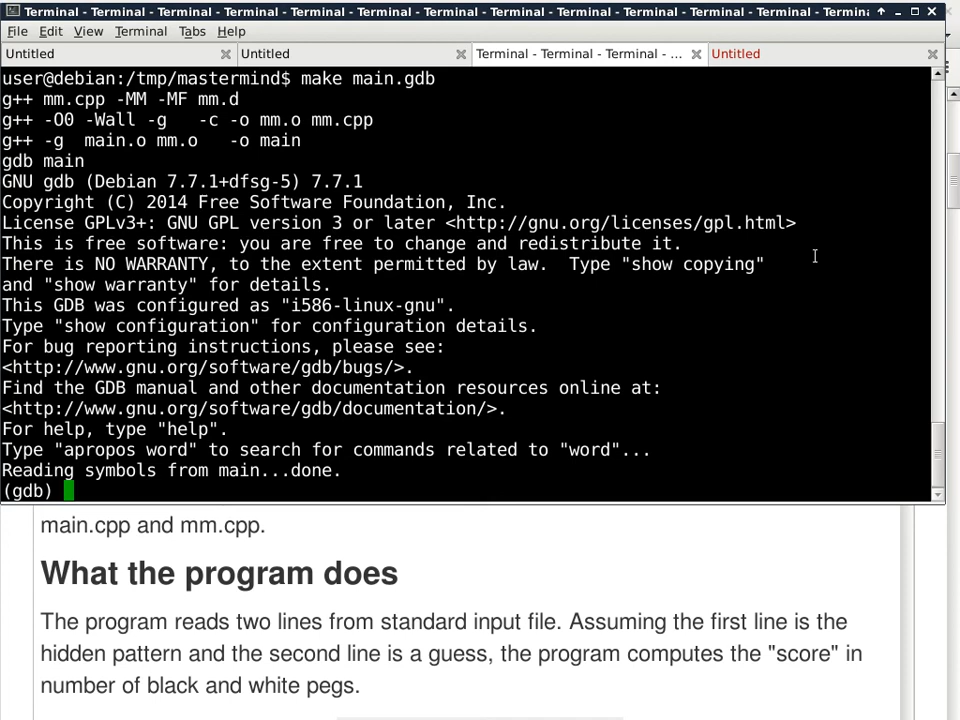 Terminal - Terminal - Terminal - Terminal - Terminal - Terminal - Terminal - Terminal - Terminal - Terminal - Termina
File Edit View Terminal Tabs Help
Untitled Untitled Terminal - Terminal - Terminal - ... Untitled
user@debian:/tmp/mastermind$ make main.gdb
g++ mm.cpp -MM -MF mm.d
g++ -O0 -Wall -g   -c -o mm.o mm.cpp
g++ -g  main.o mm.o   -o main
gdb main
GNU gdb (Debian 7.7.1+dfsg-5) 7.7.1
Copyright (C) 2014 Free Software Foundation, Inc.
License GPLv3+: GNU GPL version 3 or later <http://gnu.org/licenses/gpl.html>
This is free software: you are free to change and redistribute it.
There is NO WARRANTY, to the extent permitted by law.  Type "show copying"
and "show warranty" for details.
This GDB was configured as "i586-linux-gnu".
Type "show configuration" for configuration details.
For bug reporting instructions, please see:
<http://www.gnu.org/software/gdb/bugs/>.
Find the GDB manual and other documentation resources online at:
<http://www.gnu.org/software/gdb/documentation/>.
For help, type "help".
Type "apropos word" to search for commands related to "word"...
Reading symbols from main...done.
(gdb)
main.cpp and mm.cpp.
What the program does
The program reads two lines from standard input file. Assuming the first line is the
hidden pattern and the second line is a guess, the program computes the "score" in
number of black and white pegs.